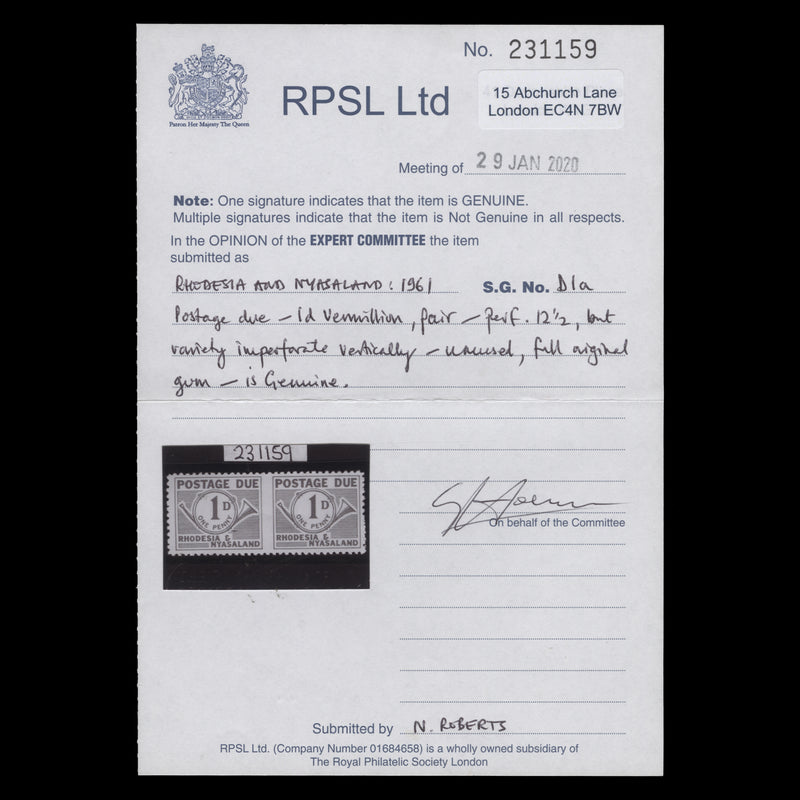 No. 231159
RPSL Ltd
15 Abchurch Lane
London EC4N 7BW
Patron Her Majesty The Queen
Meeting of 29 JAN 2020
Note: One signature indicates that the item is GENUINE.
Multiple signatures indicate that the item is Not Genuine in all respects.
In the OPINION of the EXPERT COMMITTEE the item
submitted as
RHODESIA AND NYASALAND: 1961 S.G. No. D1a
Postage due – 1d Vermillion, pair – perf. 12½, but
variety imperforate vertically – unused, full original
gum – is Genuine.
231159
POSTAGE DUE POSTAGE DUE
1D 1D
ONE PENNY ONE PENNY
RHODESIA & RHODESIA &
NYASALAND NYASALAND
On behalf of the Committee
Submitted by N. ROBERTS
RPSL Ltd. (Company Number 01684658) is a wholly owned subsidiary of
The Royal Philatelic Society London